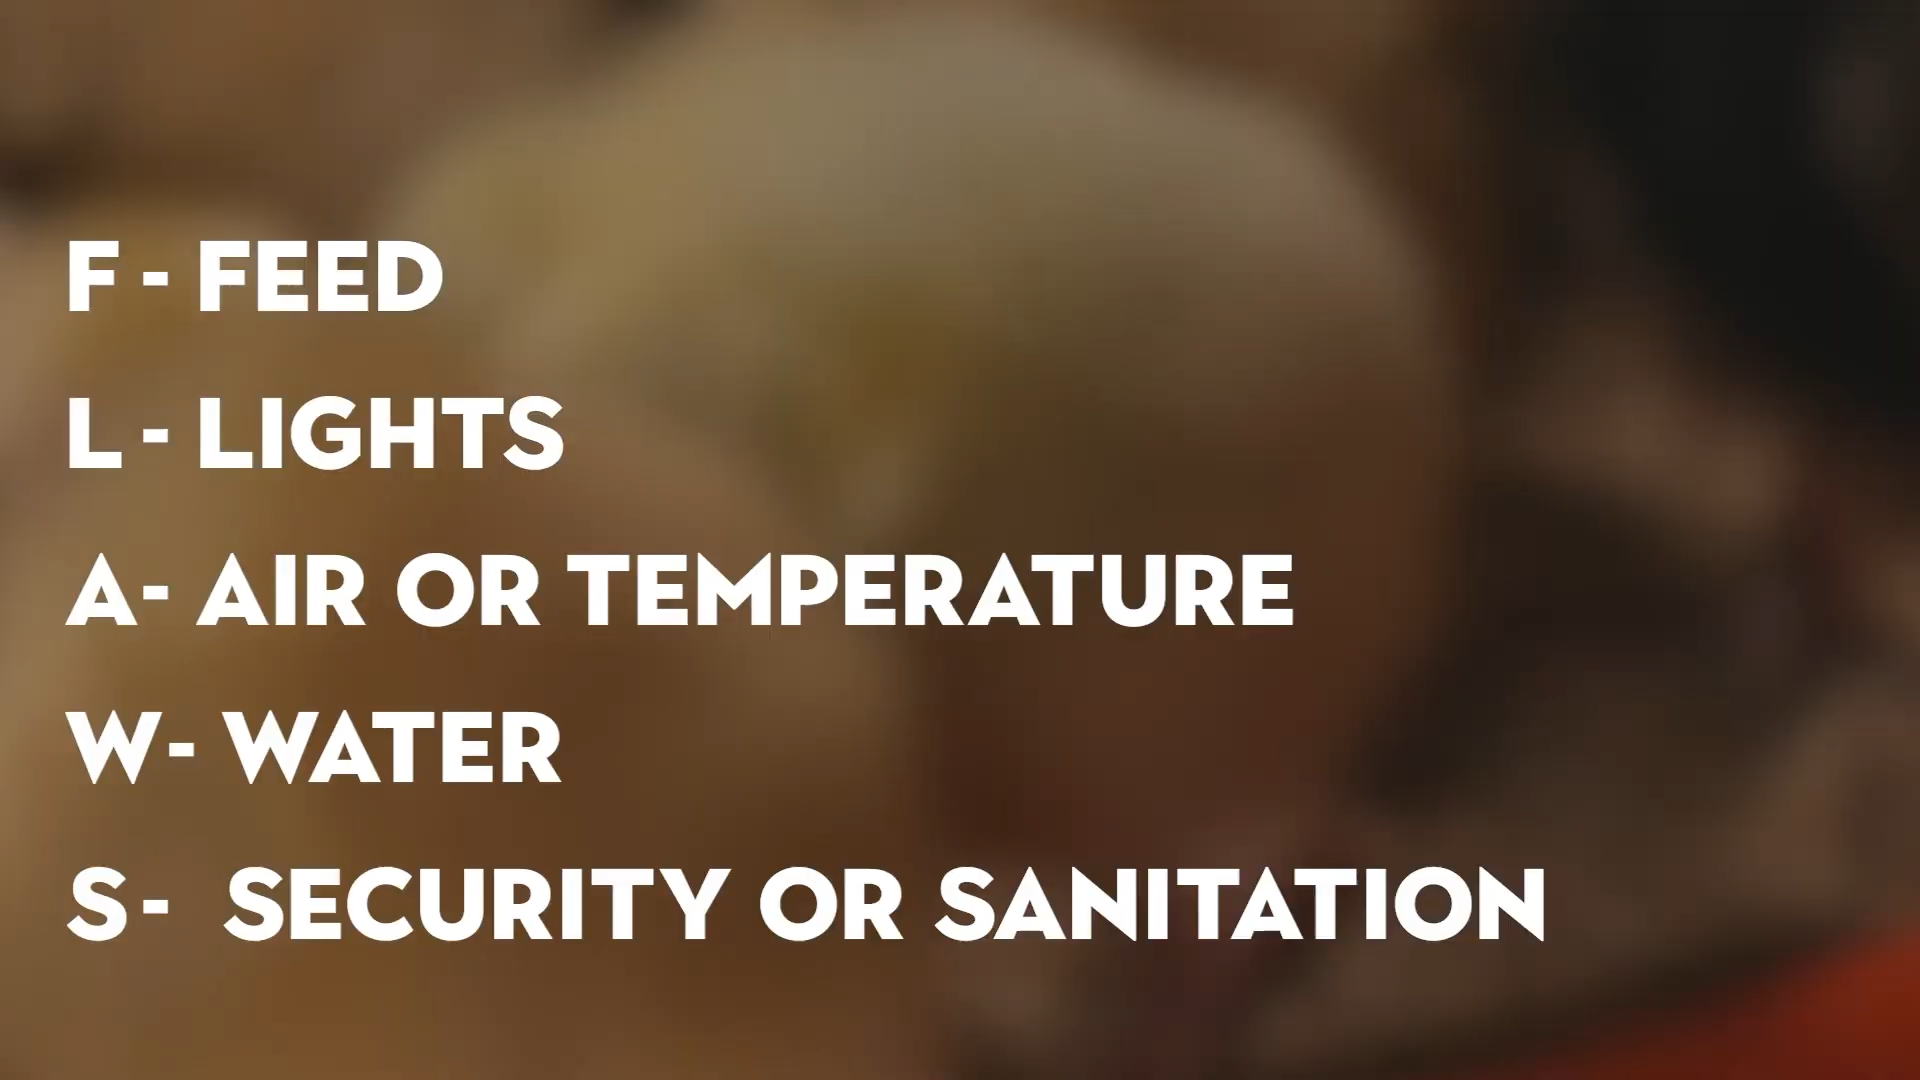 F - FEED
L - LIGHTS
A- AIR OR TEMPERATURE
W- WATER
S-  SECURITY OR SANITATION